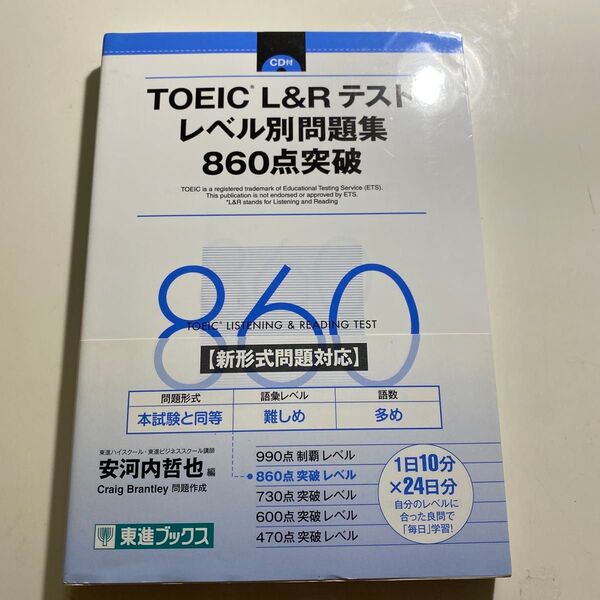 CD付
TOEIC® L&R テスト
レベル別問題集
860点突破
TOEIC is a registered trademark of Educational Testing Service (ETS).
This publication is not endorsed or approved by ETS.
*L&R stands for Listening and Reading
860
TOEIC® LISTENING & READING TEST
【新形式問題対応】
問題形式 語彙レベル 語数
本試験と同等 難しめ 多め
東進ハイスクール・東進ビジネススクール講師
安河内哲也 編
Craig Brantley 問題作成
990点 制覇レベル
860点 突破レベル
730点 突破レベル
600点 突破レベル
470点 突破レベル
1日10分
×24日分
自分のレベルに
合った良問で
「毎日」学習!
東進ブックス